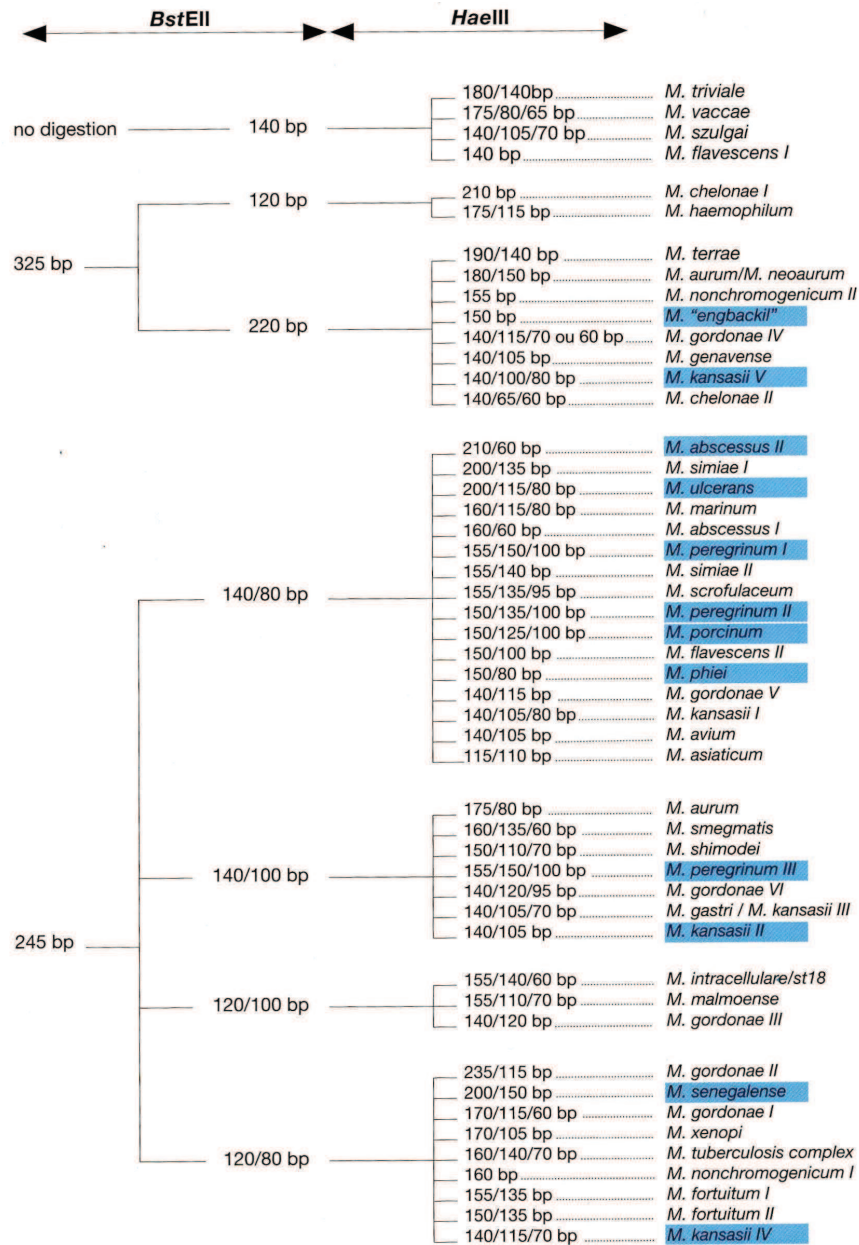 BstEII HaeIII
180/140bp M. triviale
175/80/65 bp M. vaccae
no digestion 140 bp
140/105/70 bp M. szulgai
140 bp M. flavescens I
210 bp M. chelonae I
120 bp
175/115 bp M. haemophilum
325 bp
190/140 bp M. terrae
180/150 bp M. aurum/M. neoaurum
155 bp M. nonchromogenicum II
150 bp M. "engbackil"
220 bp
140/115/70 ou 60 bp M. gordonae IV
140/105 bp M. genavense
140/100/80 bp M. kansasii V
140/65/60 bp M. chelonae II
210/60 bp M. abscessus II
200/135 bp M. simiae I
200/115/80 bp M. ulcerans
160/115/80 bp M. marinum
160/60 bp M. abscessus I
155/150/100 bp M. peregrinum I
155/140 bp M. simiae II
140/80 bp
155/135/95 bp M. scrofulaceum
150/135/100 bp M. peregrinum II
150/125/100 bp M. porcinum
150/100 bp M. flavescens II
150/80 bp M. phiei
140/115 bp M. gordonae V
140/105/80 bp M. kansasii I
140/105 bp M. avium
115/110 bp M. asiaticum
175/80 bp M. aurum
160/135/60 bp M. smegmatis
150/110/70 bp M. shimodei
140/100 bp
155/150/100 bp M. peregrinum III
140/120/95 bp M. gordonae VI
140/105/70 bp M. gastri / M. kansasii III
140/105 bp M. kansasii II
245 bp
155/140/60 bp M. intracellulare/st18
120/100 bp
155/110/70 bp M. malmoense
140/120 bp M. gordonae III
235/115 bp M. gordonae II
200/150 bp M. senegalense
170/115/60 bp M. gordonae I
170/105 bp M. xenopi
120/80 bp
160/140/70 bp M. tuberculosis complex
160 bp M. nonchromogenicum I
155/135 bp M. fortuitum I
150/135 bp M. fortuitum II
140/115/70 bp M. kansasii IV